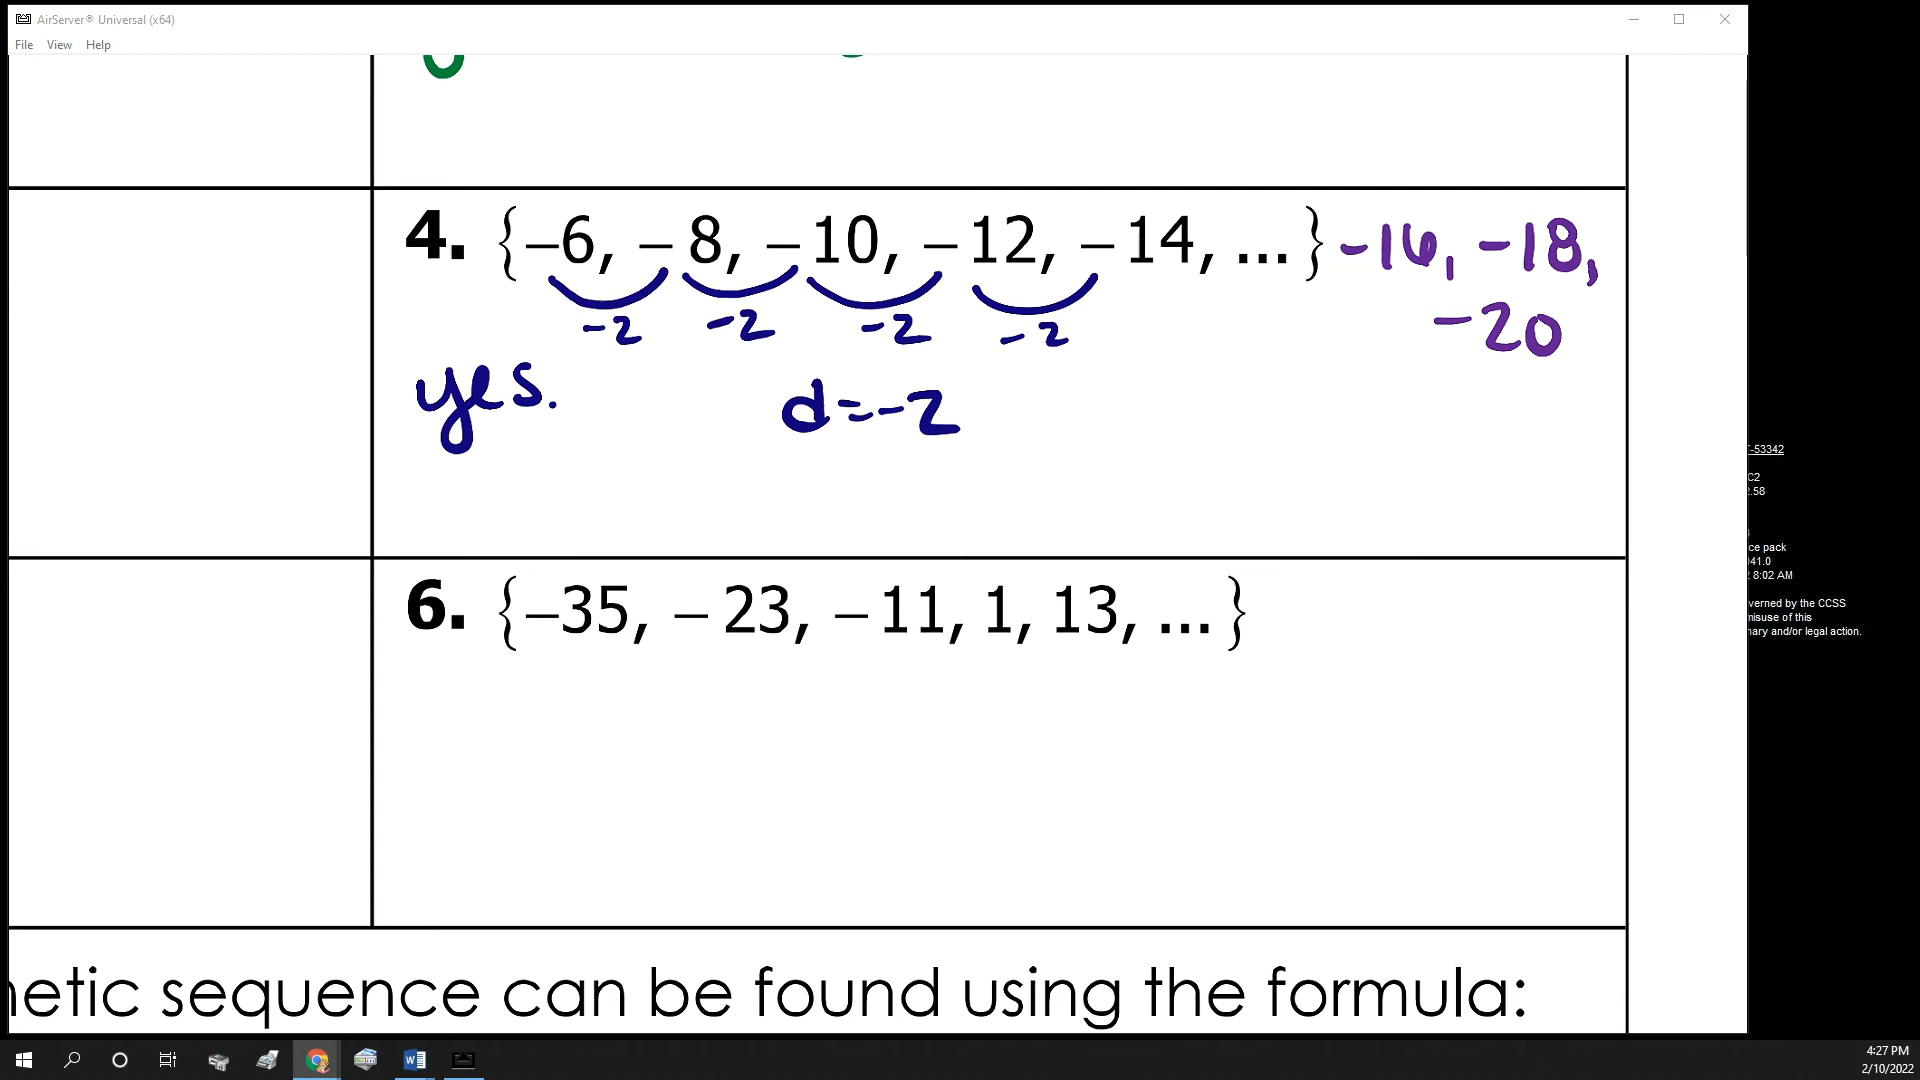 AirServer® Universal (x64)
File View Help
4. {−6, − 8, − 10, − 12, − 14, ...} -16, -18,
-20
-2 -2 -2 -2
yes. d=-2
6. {−35, − 23, − 11, 1, 13, ...}
netic sequence can be found using the formula:
-53342
C2
.58
ce pack
041.0
8:02 AM
verned by the CCSS
misuse of this
nary and/or legal action.
4:27 PM
2/10/2022